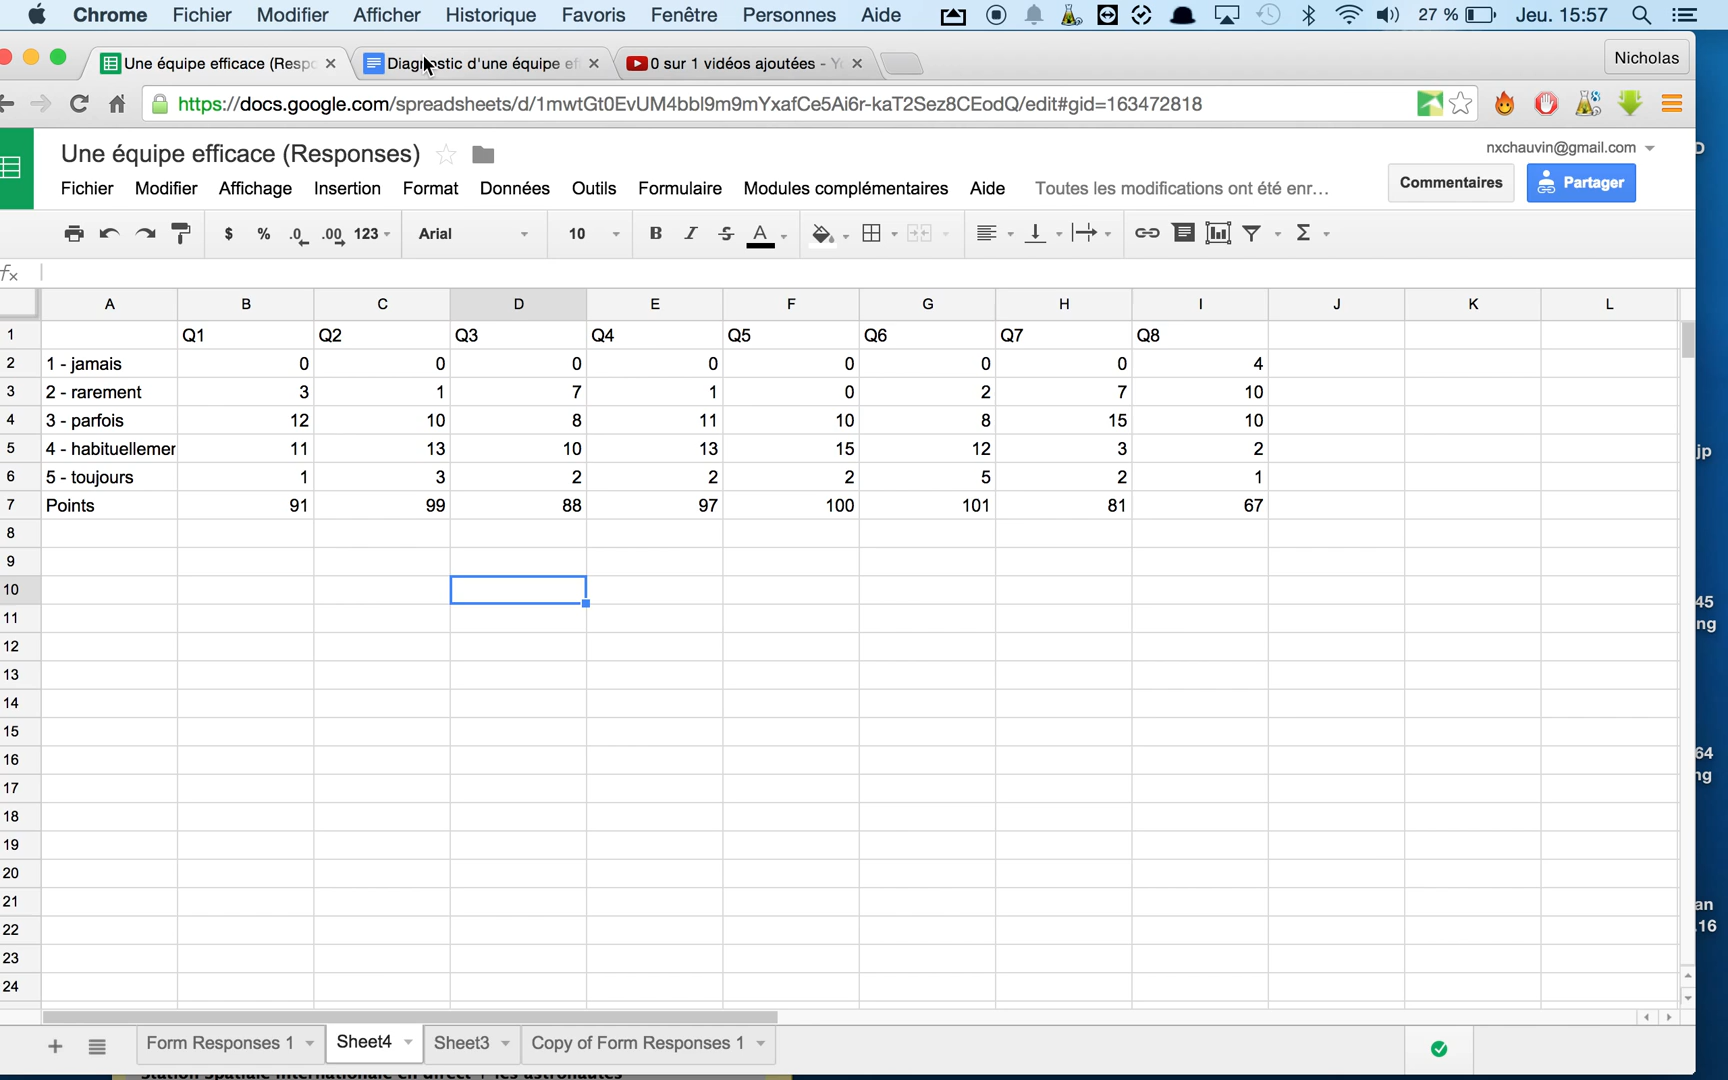 Chrome Fichier Modifier Afficher Historique Favoris Fenêtre Personnes Aide 27 % Jeu. 15:57
Une équipe efficace (Resp Diagnostic d'une équipe ef 0 sur 1 vidéos ajoutées - Y Nicholas
https://docs.google.com/spreadsheets/d/1mwtGt0EvUM4bbl9m9mYxafCe5Ai6r-kaT2Sez8CEodQ/edit#gid=163472818
Une équipe efficace (Responses) nxchauvin@gmail.com
Fichier Modifier Affichage Insertion Format Données Outils Formulaire Modules complémentaires Aide Toutes les modifications ont été enr... Commentaires Partager
$ % .0 .00 123 Arial 10 B I S A Σ
fx
A B C D E F G H I J K L
1 Q1 Q2 Q3 Q4 Q5 Q6 Q7 Q8
2 1 - jamais 0 0 0 0 0 0 0 4
3 2 - rarement 3 1 7 1 0 2 7 10
4 3 - parfois 12 10 8 11 10 8 15 10
5 4 - habituellemer 11 13 10 13 15 12 3 2
6 5 - toujours 1 3 2 2 2 5 2 1
7 Points 91 99 88 97 100 101 81 67
8
9
10
11
12
13
14
15
16
17
18
19
20
21
22
23
24
Form Responses 1 Sheet4 Sheet3 Copy of Form Responses 1
D
jp
45
ng
64
ng
an
.16